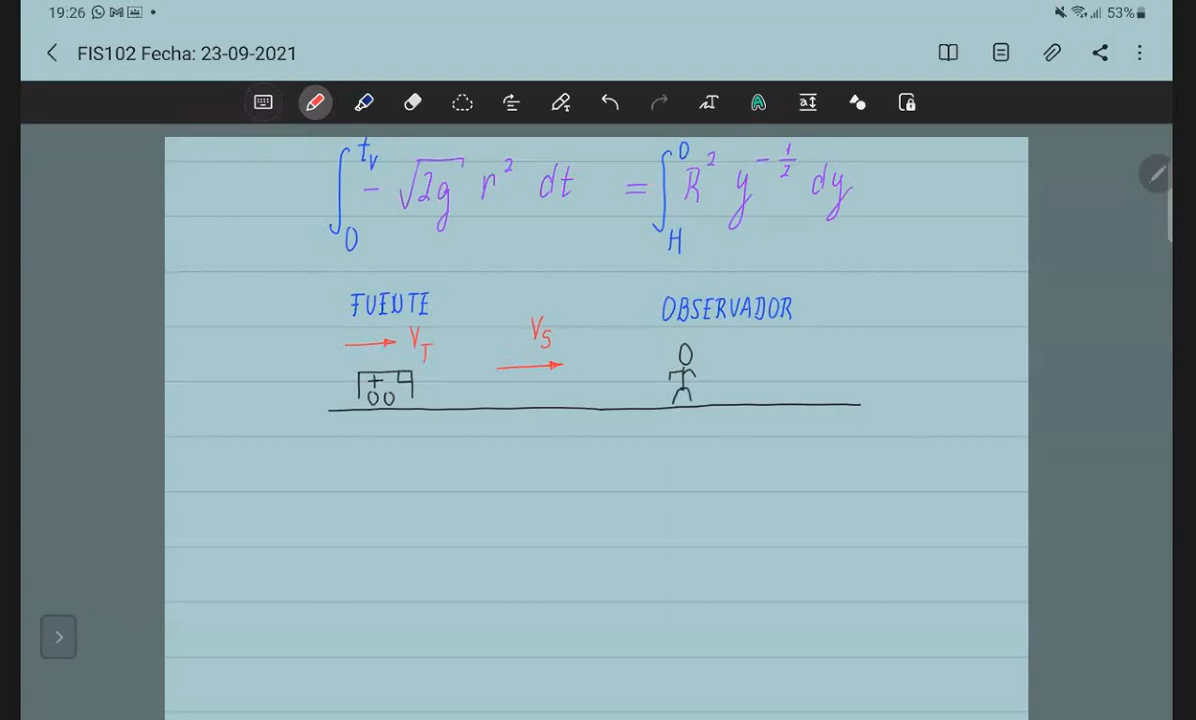 19:26 53%
FIS102 Fecha: 23-09-2021
∫₀^{t_v} - √2g r² dt = ∫_H^0 R² y^{-1/2} dy
FUENTE OBSERVADOR
V_T V_S